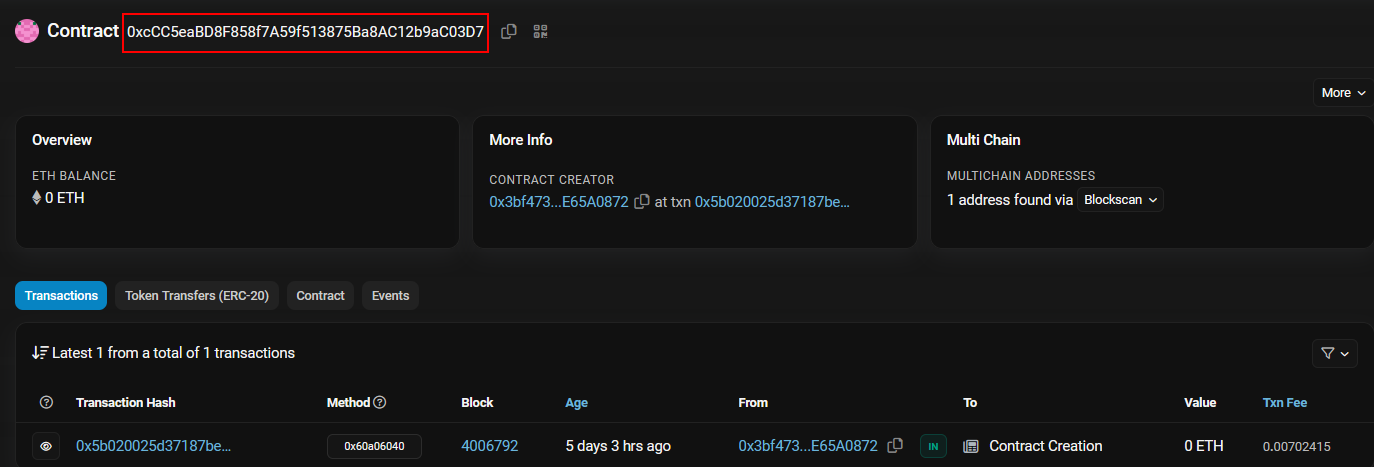 Contract 0xcCC5eaBD8F858f7A59f513875Ba8AC12b9aC03D7
More
Overview
ETH BALANCE
0 ETH
More Info
CONTRACT CREATOR
0x3bf473...E65A0872 at txn 0x5b020025d37187be...
Multi Chain
MULTICHAIN ADDRESSES
1 address found via Blockscan
Transactions Token Transfers (ERC-20) Contract Events
Latest 1 from a total of 1 transactions
Transaction Hash Method Block Age From To Value Txn Fee
0x5b020025d37187be... 0x60a06040 4006792 5 days 3 hrs ago 0x3bf473...E65A0872 IN Contract Creation 0 ETH 0.00702415